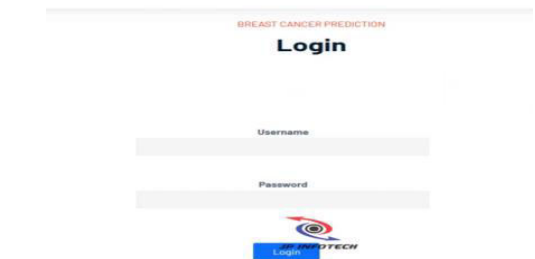 BREAST CANCER PREDICTION
Login
Username
Password
JP INFOTECH
Login